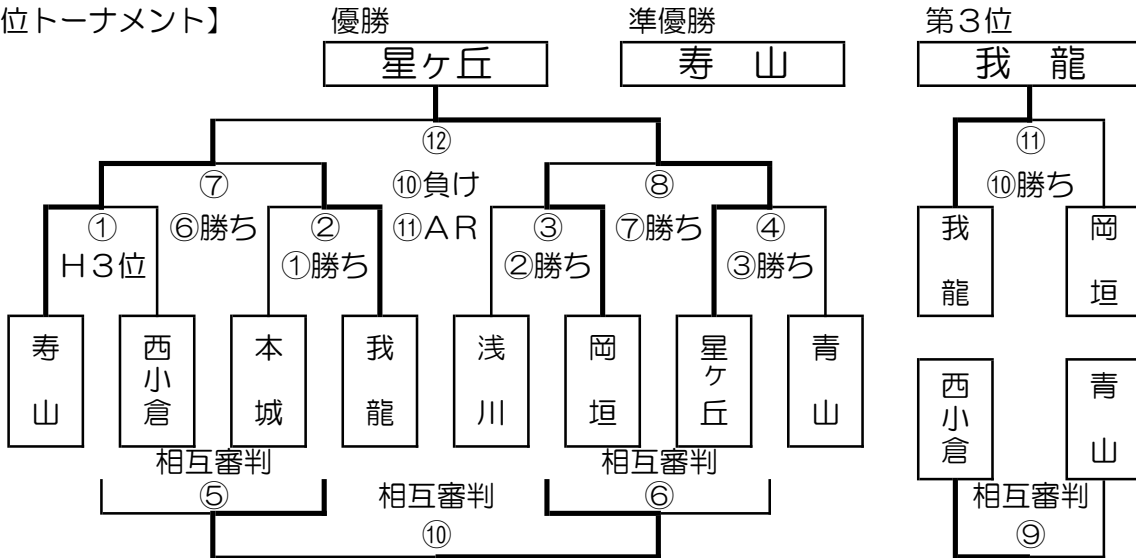 位トーナメント】
優勝
準優勝
第３位
星ヶ丘
寿　山
我　龍
⑫
⑪
⑦
⑩負け
⑧
⑩勝ち
①
⑥勝ち
②
⑪ＡＲ
③
⑦勝ち
④
Ｈ３位
①勝ち
②勝ち
③勝ち
我龍
岡垣
寿山
西小倉
本城
我龍
浅川
岡垣
星ヶ丘
青山
西小倉
青山
相互審判
相互審判
⑤
相互審判
⑥
相互審判
⑩
⑨